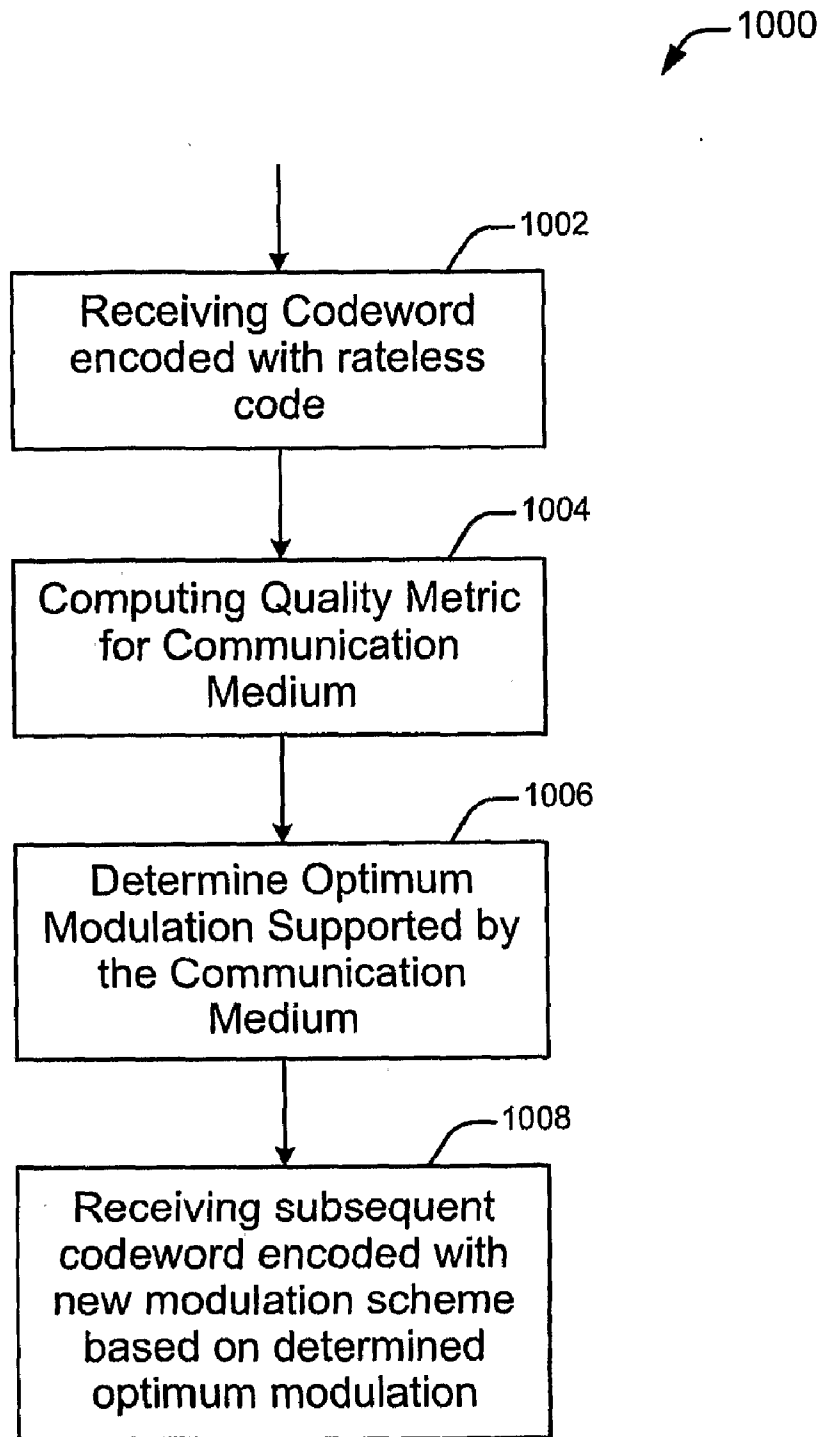 1000
1002
Receiving Codeword
encoded with rateless
code
1004
Computing Quality Metric
for Communication
Medium
1006
Determine Optimum
Modulation Supported by
the Communication
Medium
1008
Receiving subsequent
codeword encoded with
new modulation scheme
based on determined
optimum modulation